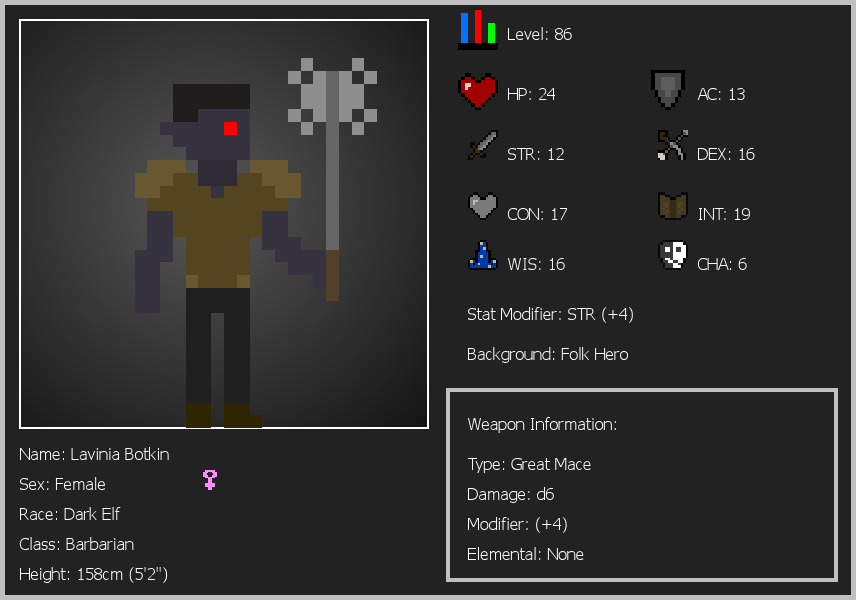 Level: 86
HP: 24
AC: 13
STR: 12
DEX: 16
CON: 17
INT: 19
WIS: 16
CHA: 6
Stat Modifier: STR (+4)
Background: Folk Hero
Weapon Information:
Type: Great Mace
Damage: d6
Modifier: (+4)
Elemental: None
Name: Lavinia Botkin
Sex: Female
Race: Dark Elf
Class: Barbarian
Height: 158cm (5'2")